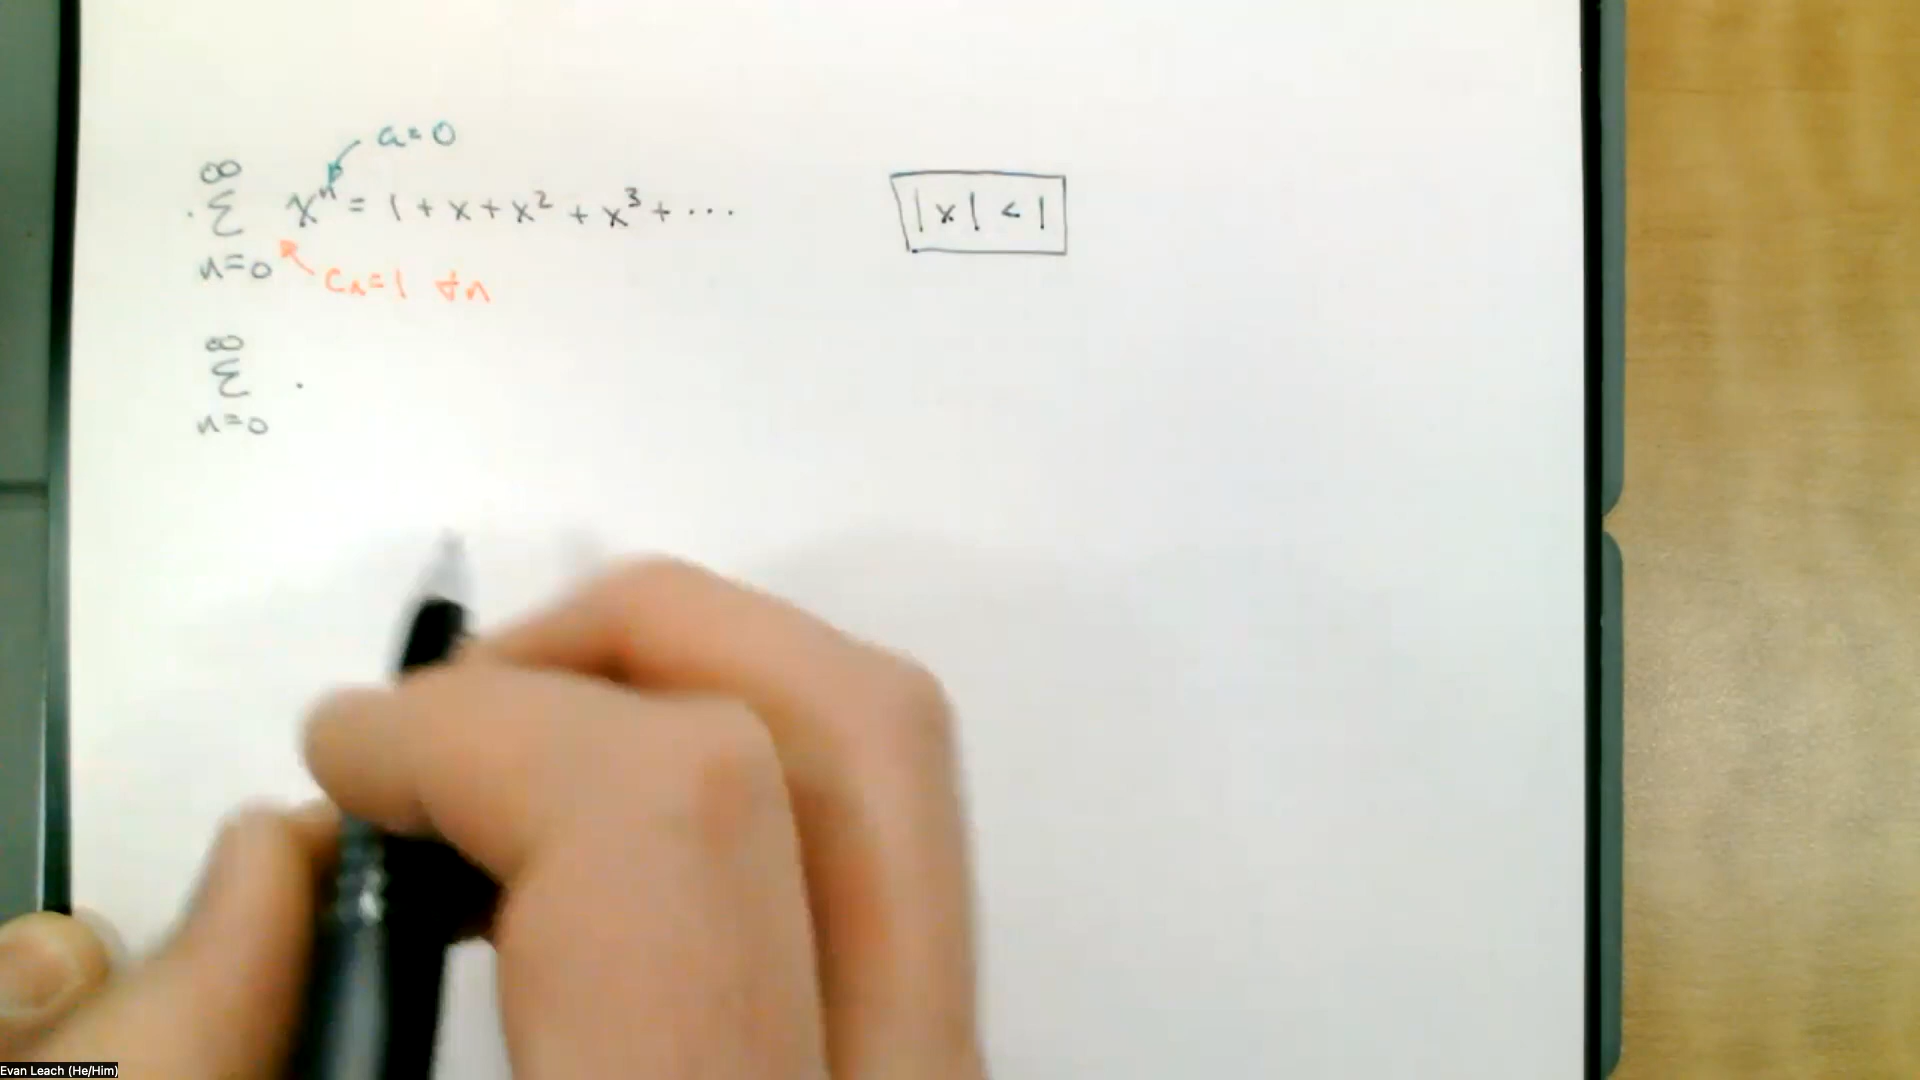 a=0
∞
Σ xⁿ = 1 + x + x² + x³ + ··· |x| < 1
n=0 cₙ=1 ∀n
∞
Σ
n=0
Evan Leach (He/Him)